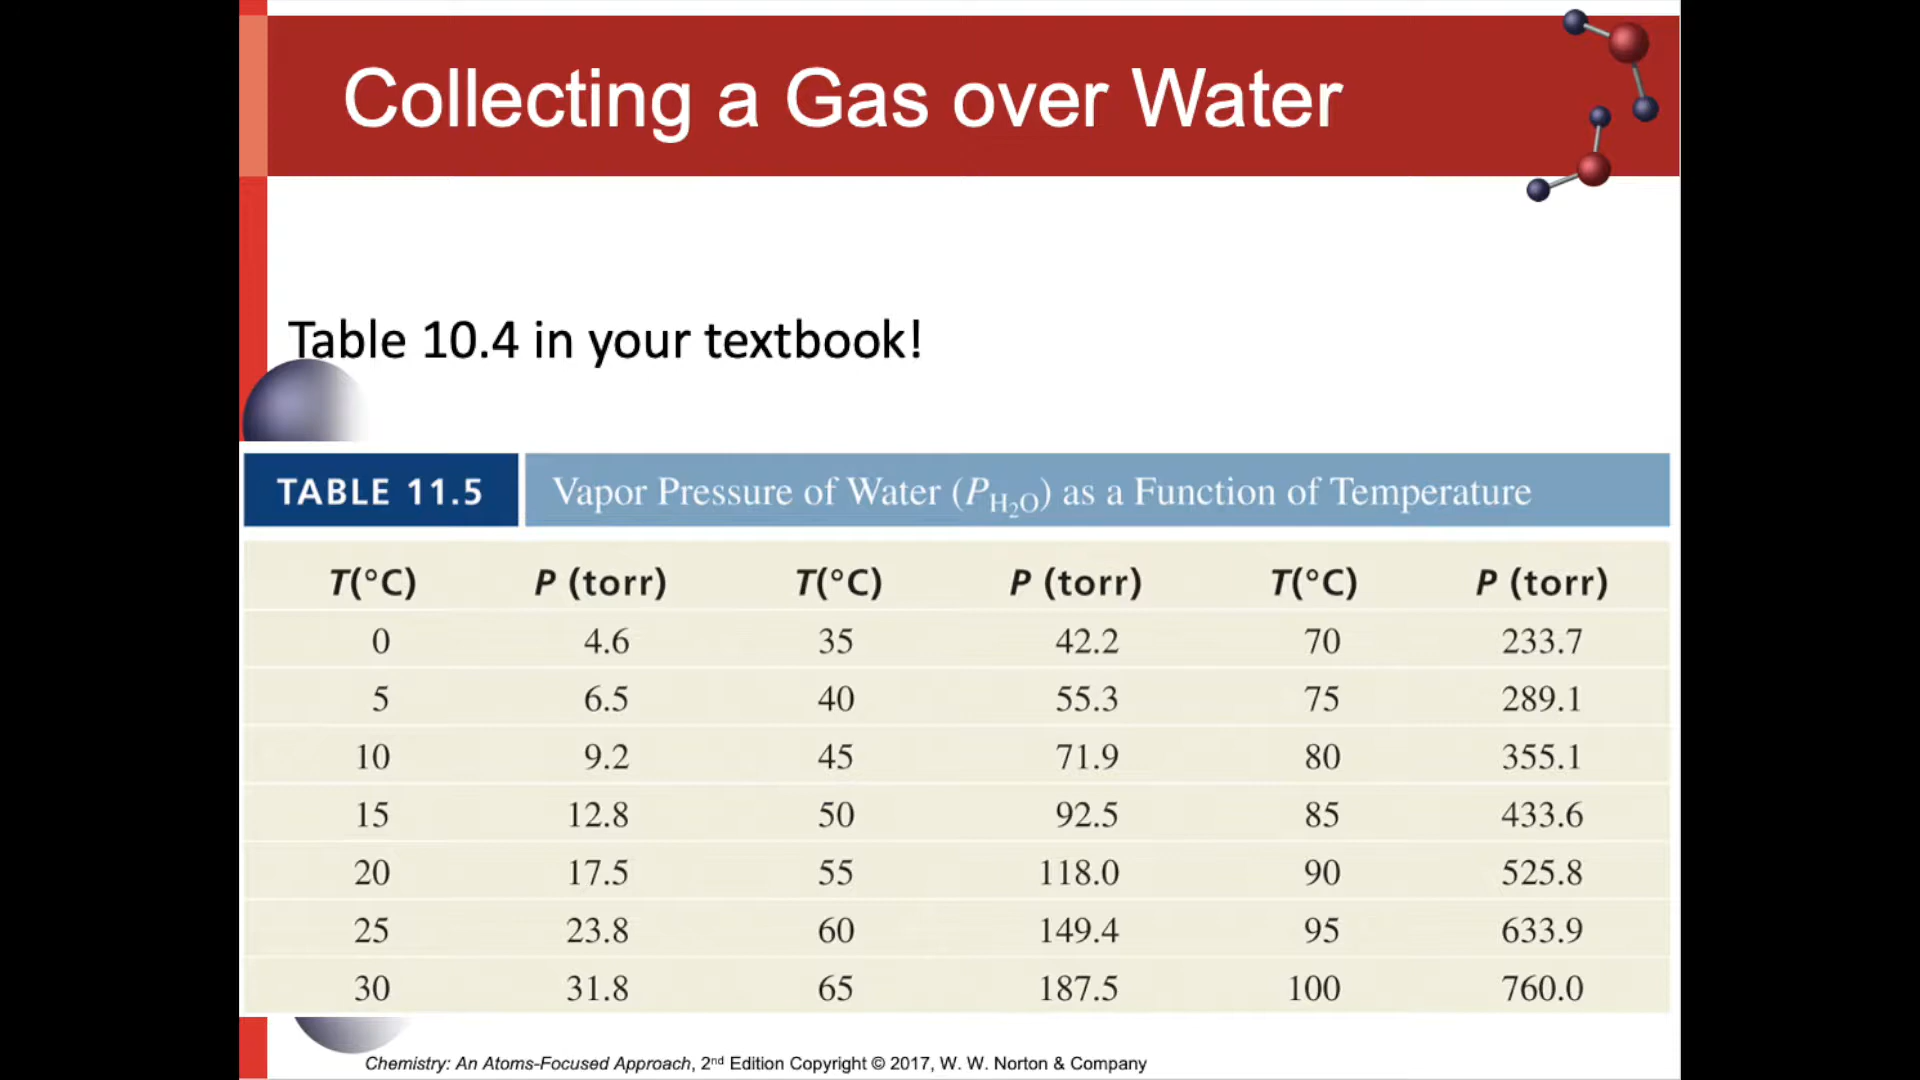 Collecting a Gas over Water
Table 10.4 in your textbook!
TABLE 11.5 Vapor Pressure of Water (P_H₂O) as a Function of Temperature
T(°C) P (torr) T(°C) P (torr) T(°C) P (torr)
0 4.6 35 42.2 70 233.7
5 6.5 40 55.3 75 289.1
10 9.2 45 71.9 80 355.1
15 12.8 50 92.5 85 433.6
20 17.5 55 118.0 90 525.8
25 23.8 60 149.4 95 633.9
30 31.8 65 187.5 100 760.0
Chemistry: An Atoms-Focused Approach, 2nd Edition Copyright © 2017, W. W. Norton & Company